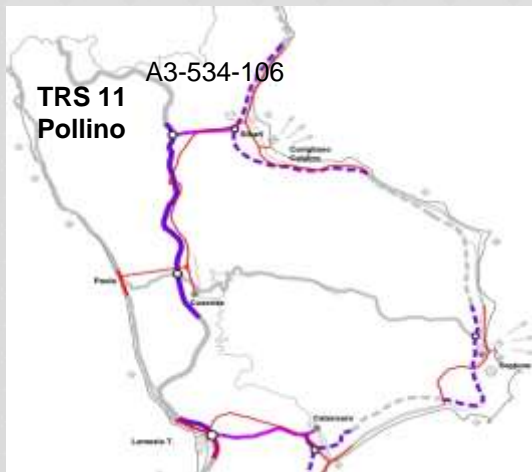 A3-534-106
TRS 11
Pollino
Sibari
Corigliano
Calabro
Paola
Cosenza
Crotone
Catanzaro
Lamezia T.